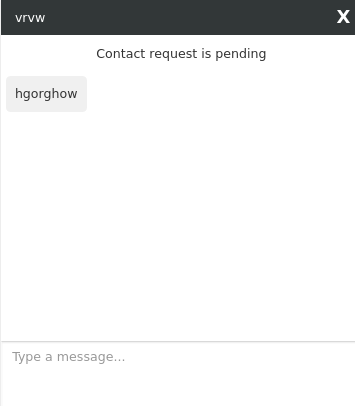 vrvw X
Contact request is pending
hgorghow
Type a message...